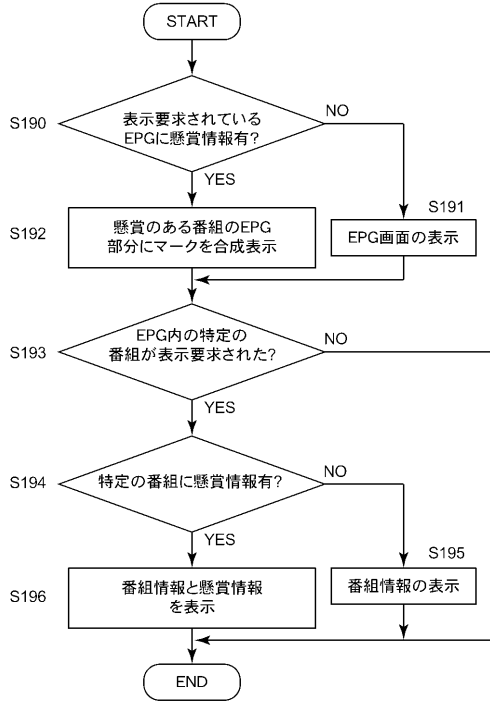 START
S190
表示要求されている
EPGに懸賞情報有?
NO
YES
S192
懸賞のある番組のEPG
部分にマークを合成表示
S191
EPG画面の表示
S193
EPG内の特定の
番組が表示要求された?
NO
YES
S194
特定の番組に懸賞情報有?
NO
YES
S196
番組情報と懸賞情報
を表示
S195
番組情報の表示
END